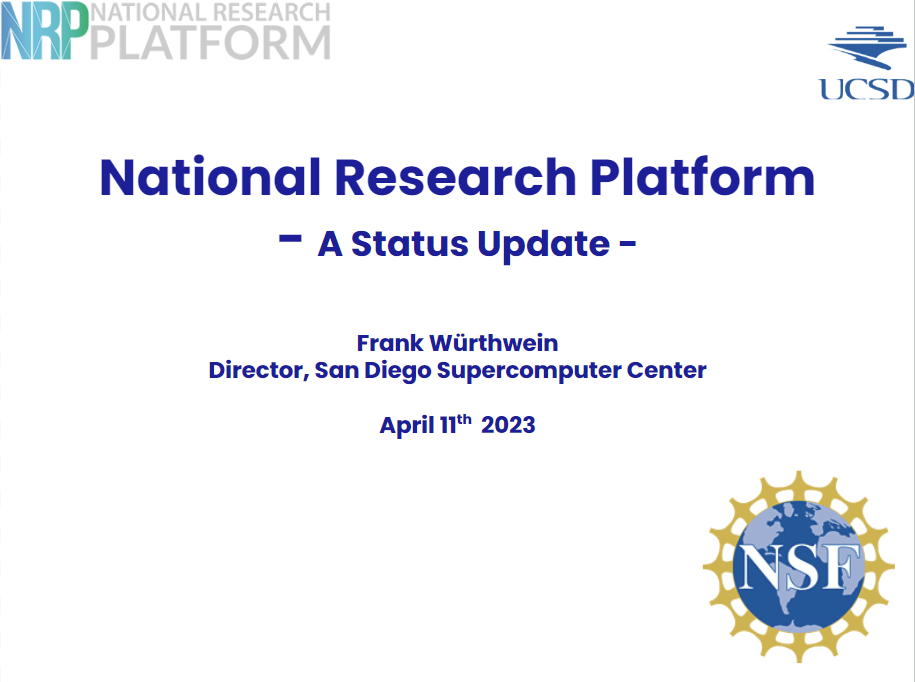 NRP NATIONAL RESEARCH
PLATFORM
UCSD
National Research Platform
- A Status Update -
Frank Würthwein
Director, San Diego Supercomputer Center
April 11th 2023
NSF